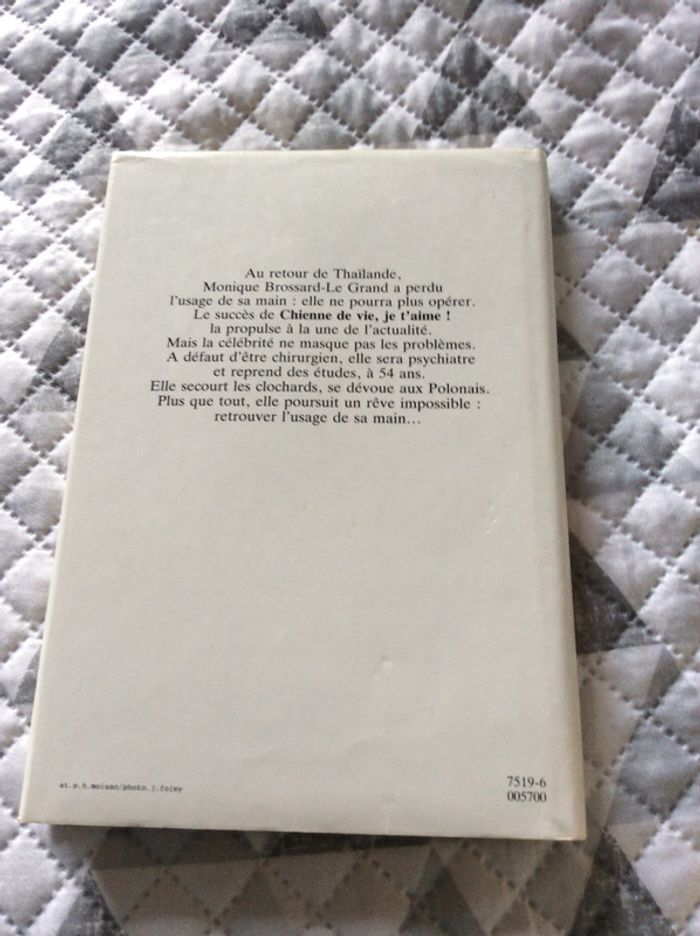 Au retour de Thaïlande,
Monique Brossard-Le Grand a perdu
l'usage de sa main : elle ne pourra plus opérer.
Le succès de Chienne de vie, je t'aime !
la propulse à la une de l'actualité.
Mais la célébrité ne masque pas les problèmes.
A défaut d'être chirurgien, elle sera psychiatre
et reprend des études, à 54 ans.
Elle secourt les clochards, se dévoue aux Polonais.
Plus que tout, elle poursuit un rêve impossible :
retrouver l'usage de sa main...
at.p.h.moisan/photo.j.foley
7519-6
005700